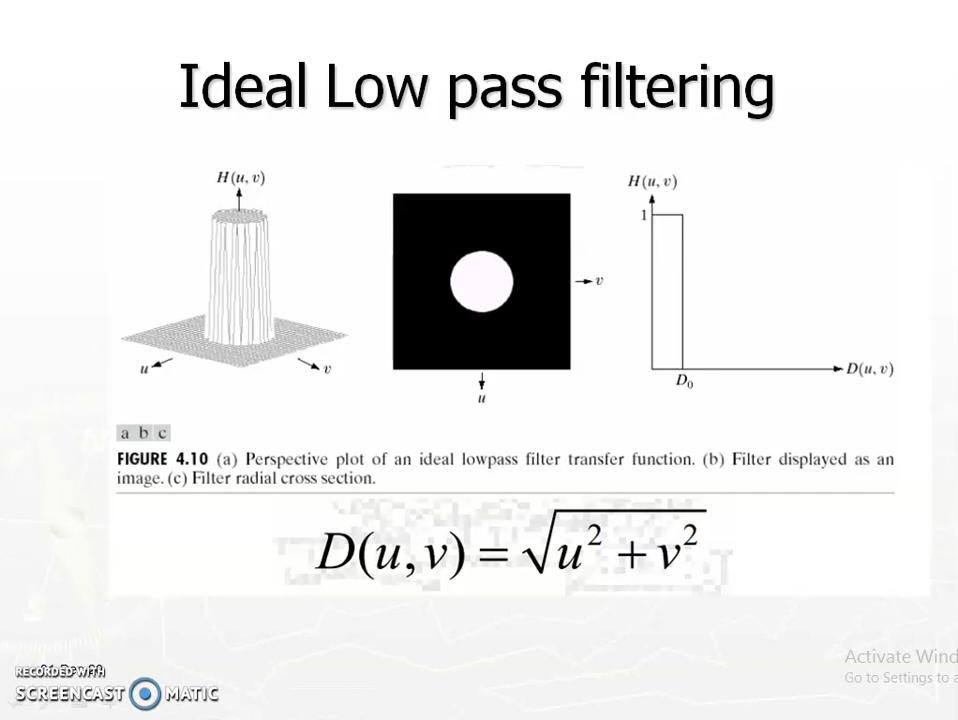 Ideal Low pass filtering
H(u, v)
u
v
v
u
H(u, v)
1
D₀
D(u, v)
a b c
FIGURE 4.10 (a) Perspective plot of an ideal lowpass filter transfer function. (b) Filter displayed as an
image. (c) Filter radial cross section.
D(u,v) = √u² + v²
RECORDED WITH
SCREENCAST MATIC
Activate Wind
Go to Settings to a